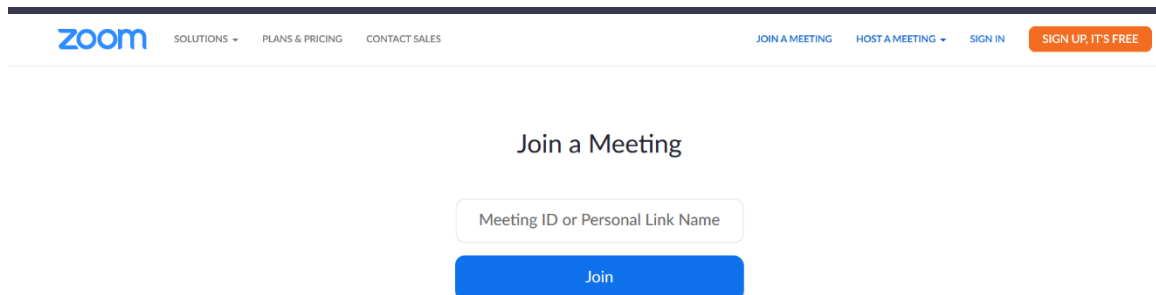 zoom SOLUTIONS PLANS & PRICING CONTACT SALES JOIN A MEETING HOST A MEETING SIGN IN SIGN UP, IT'S FREE
Join a Meeting
Meeting ID or Personal Link Name
Join